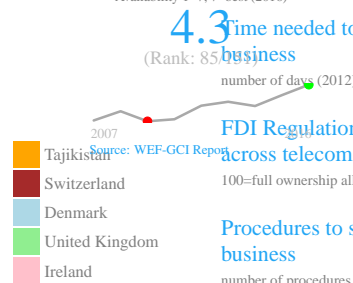 4.3
(Rank: 85/131)
2007
Source: WEF-GCI Report
Tajikistan
Switzerland
Denmark
United Kingdom
Ireland
Time needed to
business
number of days (2012)
FDI Regulation
across telecom
100=full ownership all
Procedures to s
business
number of procedures